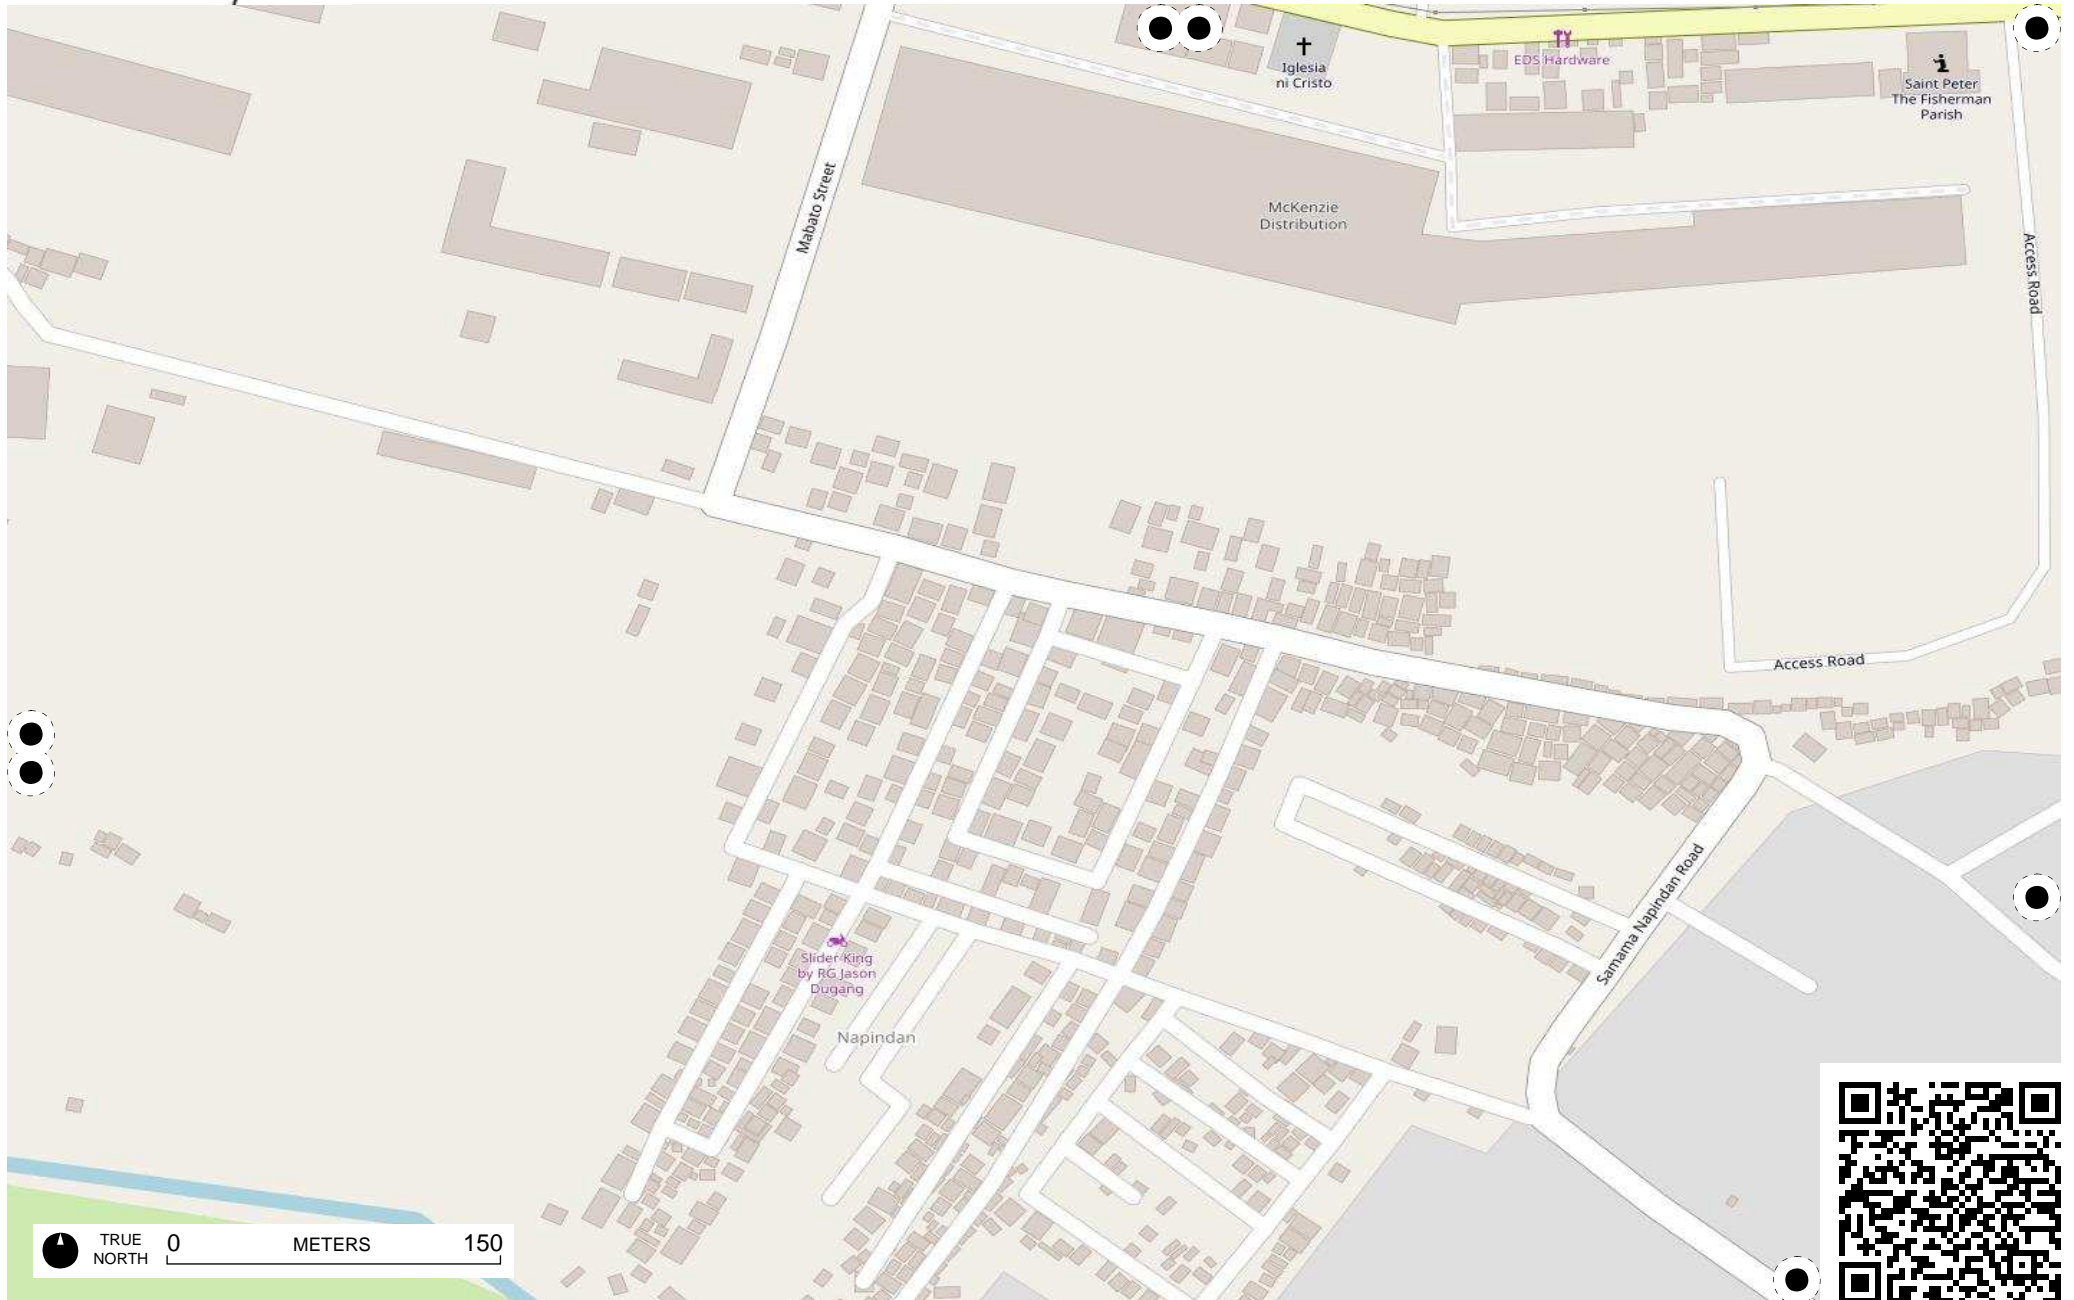 Iglesia
ni Cristo
EDS Hardware
Saint Peter
The Fisherman
Parish
Mabato Street
McKenzie
Distribution
Access Road
Access Road
Samama Napindan Road
Slider King
by RG Jason
Dugang
Napindan
TRUE
NORTH
0 METERS 150